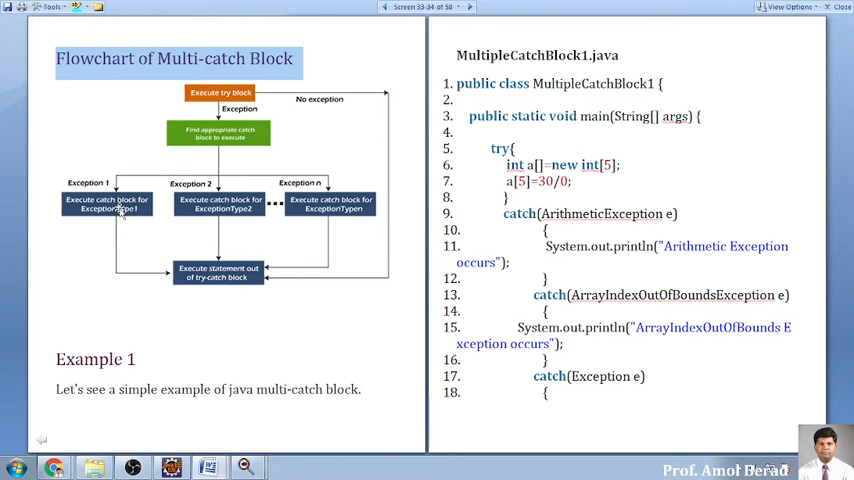 Tools
Screen 33-34 of 58
View Options
Close
Flowchart of Multi-catch Block
Execute try block
No exception
Exception
Find appropriate catch
block to execute
Exception 1
Exception 2
Exception n
Execute catch block for
ExceptionType1
Execute catch block for
ExceptionType2
Execute catch block for
ExceptionTypen
Execute statement out
of try-catch block
Example 1
Let's see a simple example of java multi-catch block.
MultipleCatchBlock1.java
1. public class MultipleCatchBlock1 {
2.
3. public static void main(String[] args) {
4.
5. try{
6. int a[]=new int[5];
7. a[5]=30/0;
8. }
9. catch(ArithmeticException e)
10. {
11. System.out.println("Arithmetic Exception
occurs");
12. }
13. catch(ArrayIndexOutOfBoundsException e)
14. {
15. System.out.println("ArrayIndexOutOfBounds E
xception occurs");
16. }
17. catch(Exception e)
18. {
Prof. Amol Berad